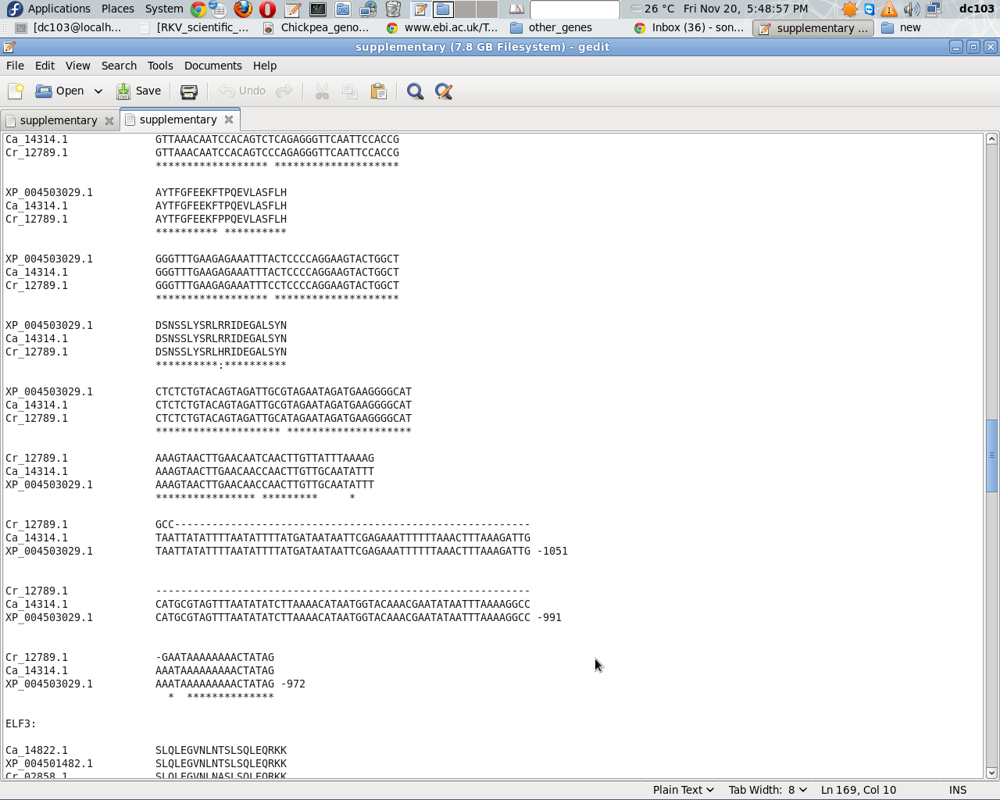 Applications Places System 26 °C Fri Nov 20, 5:48:57 PM dc103
[dc103@localh... [RKV_scientific_... Chickpea_geno... www.ebi.ac.uk/T... other_genes Inbox (36) - son... supplementary ... new
supplementary (7.8 GB Filesystem) - gedit
File Edit View Search Tools Documents Help
Open Save Undo
supplementary supplementary
Ca_14314.1 GTTAAACAATCCACAGTCTCAGAGGGTTCAATTCCACCG
Cr_12789.1 GTTAAACAATCCACAGTCCCAGAGGGTTCAATTCCACCG
****************** ********************
XP_004503029.1 AYTFGFEEKFTPQEVLASFLH
Ca_14314.1 AYTFGFEEKFTPQEVLASFLH
Cr_12789.1 AYTFGFEEKFPPQEVLASFLH
********** **********
XP_004503029.1 GGGTTTGAAGAGAAATTTACTCCCCAGGAAGTACTGGCT
Ca_14314.1 GGGTTTGAAGAGAAATTTACTCCCCAGGAAGTACTGGCT
Cr_12789.1 GGGTTTGAAGAGAAATTTCCTCCCCAGGAAGTACTGGCT
****************** ********************
XP_004503029.1 DSNSSLYSRLRRIDEGALSYN
Ca_14314.1 DSNSSLYSRLRRIDEGALSYN
Cr_12789.1 DSNSSLYSRLHRIDEGALSYN
**********:**********
XP_004503029.1 CTCTCTGTACAGTAGATTGCGTAGAATAGATGAAGGGGCAT
Ca_14314.1 CTCTCTGTACAGTAGATTGCGTAGAATAGATGAAGGGGCAT
Cr_12789.1 CTCTCTGTACAGTAGATTGCATAGAATAGATGAAGGGGCAT
******************** ********************
Cr_12789.1 AAAGTAACTTGAACAATCAACTTGTTATTTAAAAG
Ca_14314.1 AAAGTAACTTGAACAACCAACTTGTTGCAATATTT
XP_004503029.1 AAAGTAACTTGAACAACCAACTTGTTGCAATATTT
**************** ********* *
Cr_12789.1 GCC---------------------------------------------------------
Ca_14314.1 TAATTATATTTTAATATTTTATGATAATAATTCGAGAAATTTTTTAAACTTTAAAGATTG
XP_004503029.1 TAATTATATTTTAATATTTTATGATAATAATTCGAGAAATTTTTTAAACTTTAAAGATTG -1051
Cr_12789.1 ------------------------------------------------------------
Ca_14314.1 CATGCGTAGTTTAATATATCTTAAAACATAATGGTACAAACGAATATAATTTAAAAGGCC
XP_004503029.1 CATGCGTAGTTTAATATATCTTAAAACATAATGGTACAAACGAATATAATTTAAAAGGCC -991
Cr_12789.1 -GAATAAAAAAAACTATAG
Ca_14314.1 AAATAAAAAAAAACTATAG
XP_004503029.1 AAATAAAAAAAAACTATAG -972
* **************
ELF3:
Ca_14822.1 SLQLEGVNLNTSLSQLEQRKK
XP_004501482.1 SLQLEGVNLNTSLSQLEQRKK
Cr_02858.1 SLQLEGVNLNASLSQLEQRKK
Plain Text Tab Width: 8 Ln 169, Col 10 INS